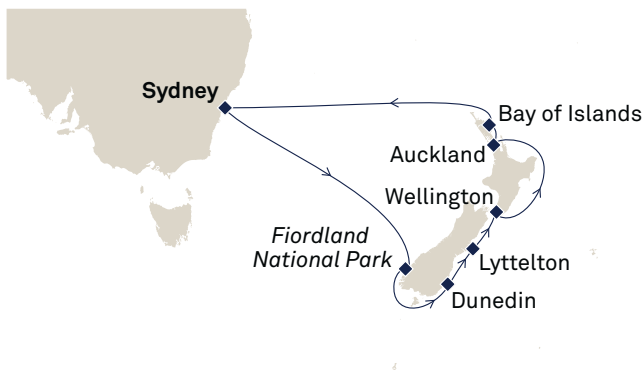 Sydney
Bay of Islands
Auckland
Wellington
Fiordland
National Park
Lyttelton
Dunedin